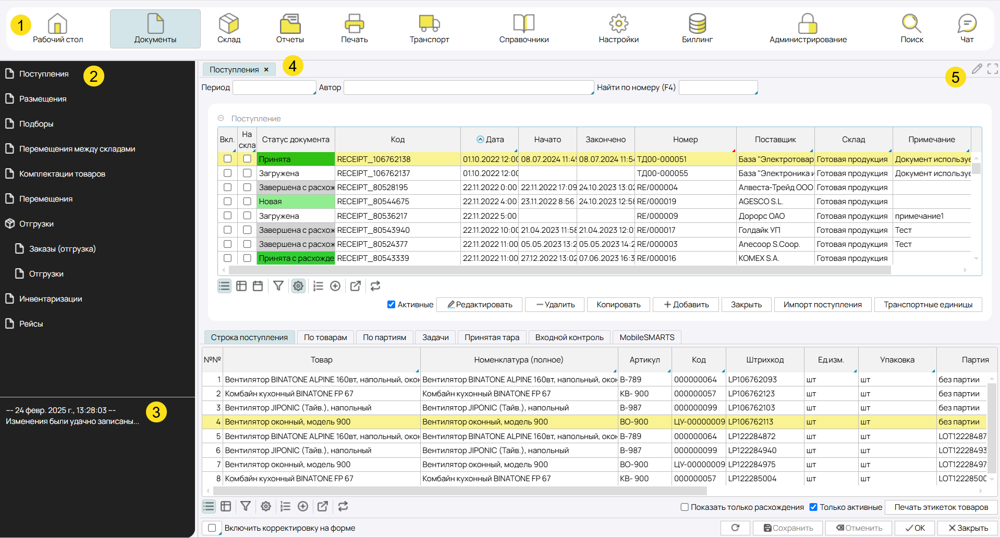 1
Рабочий стол
Документы
Склад
Отчеты
Печать
Транспорт
Справочники
Настройки
Биллинг
Администрирование
Поиск
Чат
Поступления
2
Размещения
Подборы
Перемещения между складами
Комплектации товаров
Перемещения
Отгрузки
Заказы (отгрузка)
Отгрузки
Инвентаризации
Рейсы
--- 24 февр. 2025 г., 13:28:03 ---
Изменения были удачно записаны...
3
Поступления ×
4
5
Период
Автор
Найти по номеру (F4)
Поступление
Вкл. На скла Статус документа Код Дата Начато Закончено Номер Поставщик Склад Примечание
Принята RECEIPT_106762138 01.10.2022 12:00 08.07.2024 11:49 08.07.2024 11:54 ТД00-000051 База "Электротовар Готовая продукция Документ используе
Загружена RECEIPT_106762137 01.10.2022 12:00 ТД00-000055 База "Электроника и Готовая продукция Документ используе
Завершена с расхож RECEIPT_80528195 22.11.2022 0:00 22.11.2022 17:09 24.10.2023 13:02 RE/000004 Алвеста-Трейд ООО Готовая продукция
Новая RECEIPT_80544675 22.11.2022 4:00 23.11.2022 8:56 24.10.2023 12:58 RE/000019 AGESCO S.L. Готовая продукция
Загружена RECEIPT_80536217 22.11.2022 5:00 RE/000009 Дорорс ОАО Готовая продукция примечание1
Завершена с расхож RECEIPT_80543940 22.11.2022 10:00 21.04.2023 11:58 21.04.2023 12:01 RE/000017 Голдайк УП Готовая продукция Тест
Завершена с расхож RECEIPT_80524377 22.11.2022 11:00 05.05.2023 13:2 05.05.2023 14:2 RE/000003 Anecoop S.Coop. Готовая продукция Тест
Принята с расхожде RECEIPT_80543339 22.11.2022 11:00 27.12.2022 13:02 07.06.2023 16:3 RE/000016 KOMEX S.A. Готовая продукция
Активные
Редактировать
Удалить
Копировать
Добавить
Закрыть
Импорт поступления
Транспортные единицы
Строка поступления
По товарам
По партиям
Задачи
Принятая тара
Входной контроль
MobileSMARTS
№№ Товар Номенклатура (полное) Артикул Код Штрихкод Ед.изм. Упаковка Партия
1 Вентилятор BINATONE ALPINE 160вт, напольный, окон Вентилятор BINATONE ALPINE 160вт, напольный, окон В-789 000000064 LP106762093 шт шт без партии
2 Комбайн кухонный BINATONE FP 67 Комбайн кухонный BINATONE FP 67 КВ- 900 000000057 LP106762123 шт шт без партии
3 Вентилятор JIPONIC (Тайв.), напольный Вентилятор JIPONIC (Тайв.), напольный В-987 000000099 LP106762103 шт шт без партии
4 Вентилятор оконный, модель 900 Вентилятор оконный, модель 900 ВО-900 ЦУ-00000009 LP106762113 шт шт без партии
5 Вентилятор BINATONE ALPINE 160вт, напольный, окон Вентилятор BINATONE ALPINE 160вт, напольный, окон В-789 000000064 LP122284872 шт шт LOT12228487
6 Вентилятор JIPONIC (Тайв.), напольный Вентилятор JIPONIC (Тайв.), напольный В-987 000000099 LP122284940 шт шт LOT12228493
7 Вентилятор оконный, модель 900 Вентилятор оконный, модель 900 ВО-900 ЦУ-00000009 LP122284975 шт шт LOT12228497
8 Комбайн кухонный BINATONE FP 67 Комбайн кухонный BINATONE FP 67 КВ- 900 000000057 LP122285004 шт шт LOT12228500
Показать только расхождения
Только активные
Печать этикеток товаров
Включить корректировку на форме
Сохранить
Отменить
OK
Закрыть